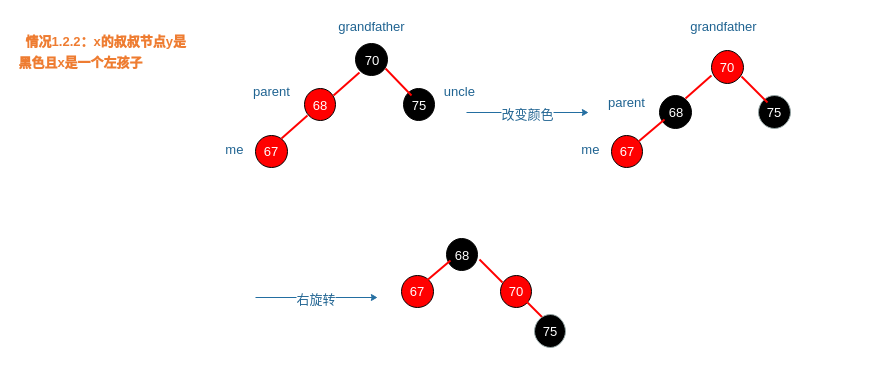 情况1.2.2：x的叔叔节点y是
黑色且x是一个左孩子
grandfather
70
parent
68
75
uncle
me
67
改变颜色
grandfather
70
parent
68
75
me
67
右旋转
68
67
70
75